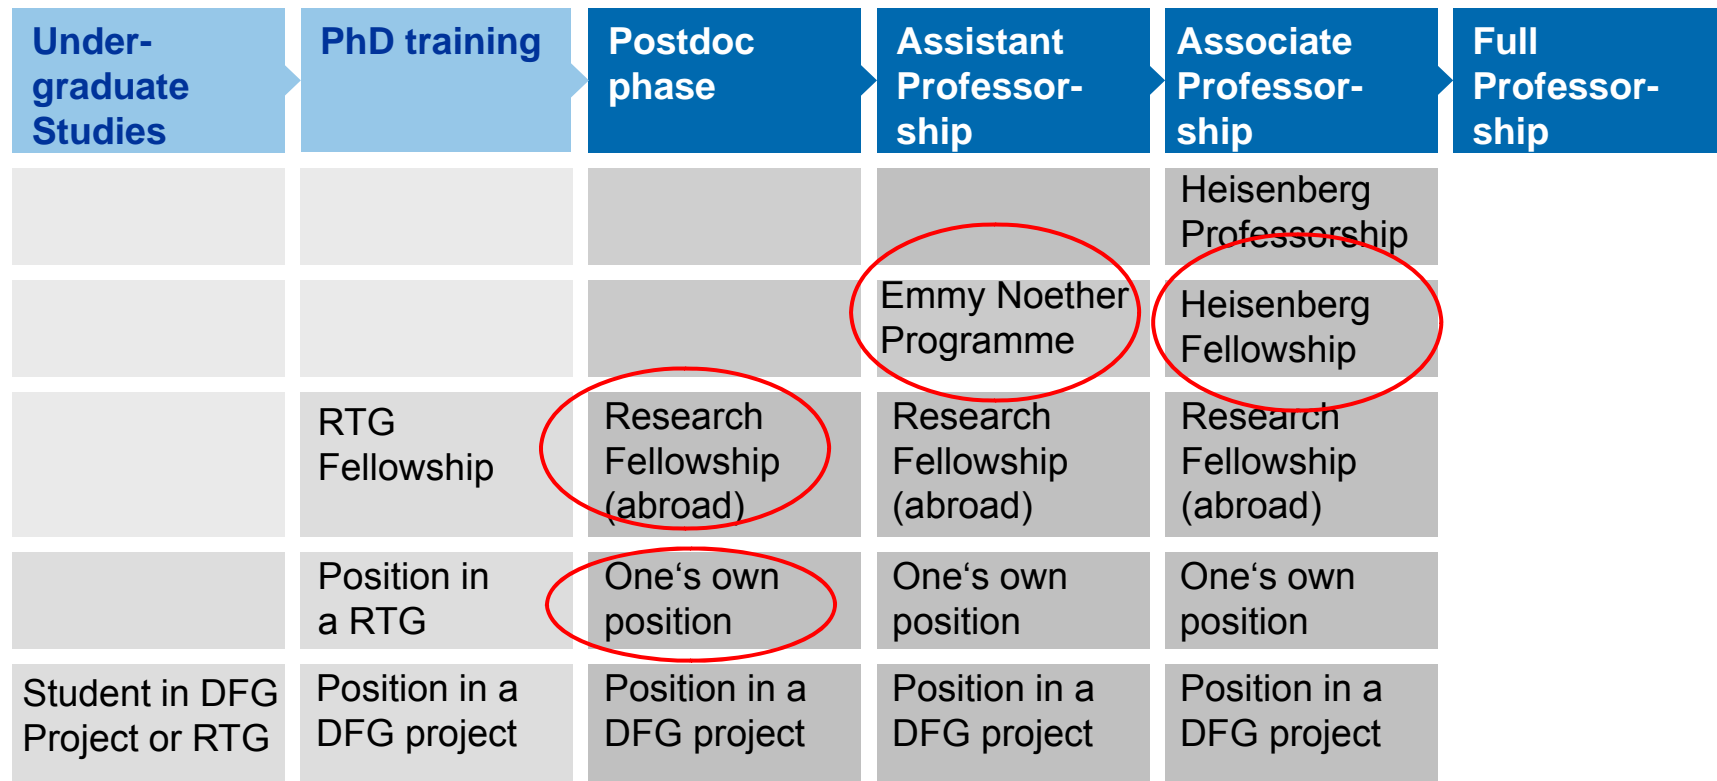 Under-
graduate
Studies
PhD training
Postdoc
phase
Assistant
Professor-
ship
Associate
Professor-
ship
Full
Professor-
ship
Heisenberg
Professorship
Emmy Noether
Programme
Heisenberg
Fellowship
RTG
Fellowship
Research
Fellowship
(abroad)
Research
Fellowship
(abroad)
Research
Fellowship
(abroad)
Position in
a RTG
One‘s own
position
One‘s own
position
One‘s own
position
Student in DFG
Project or RTG
Position in a
DFG project
Position in a
DFG project
Position in a
DFG project
Position in a
DFG project